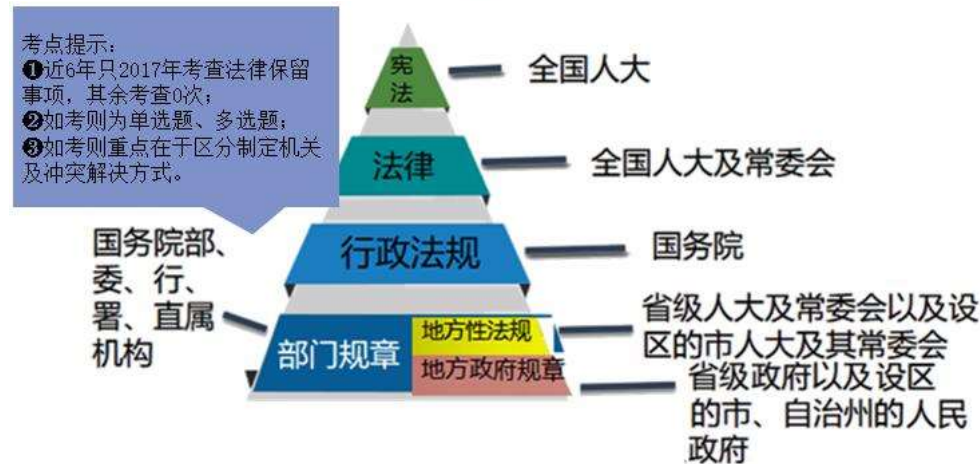 考点提示：
❶近6年只2017年考查法律保留
事项，其余考查0次；
❷如考则为单选题、多选题；
❸如考则重点在于区分制定机关
及冲突解决方式。
宪
法
全国人大
法律
全国人大及常委会
行政法规
国务院
国务院部、
委、行、
署、直属
机构
部门规章
地方性法规
地方政府规章
省级人大及常委会以及设
区的市人大及其常委会
省级政府以及设区
的市、自治州的人民
政府